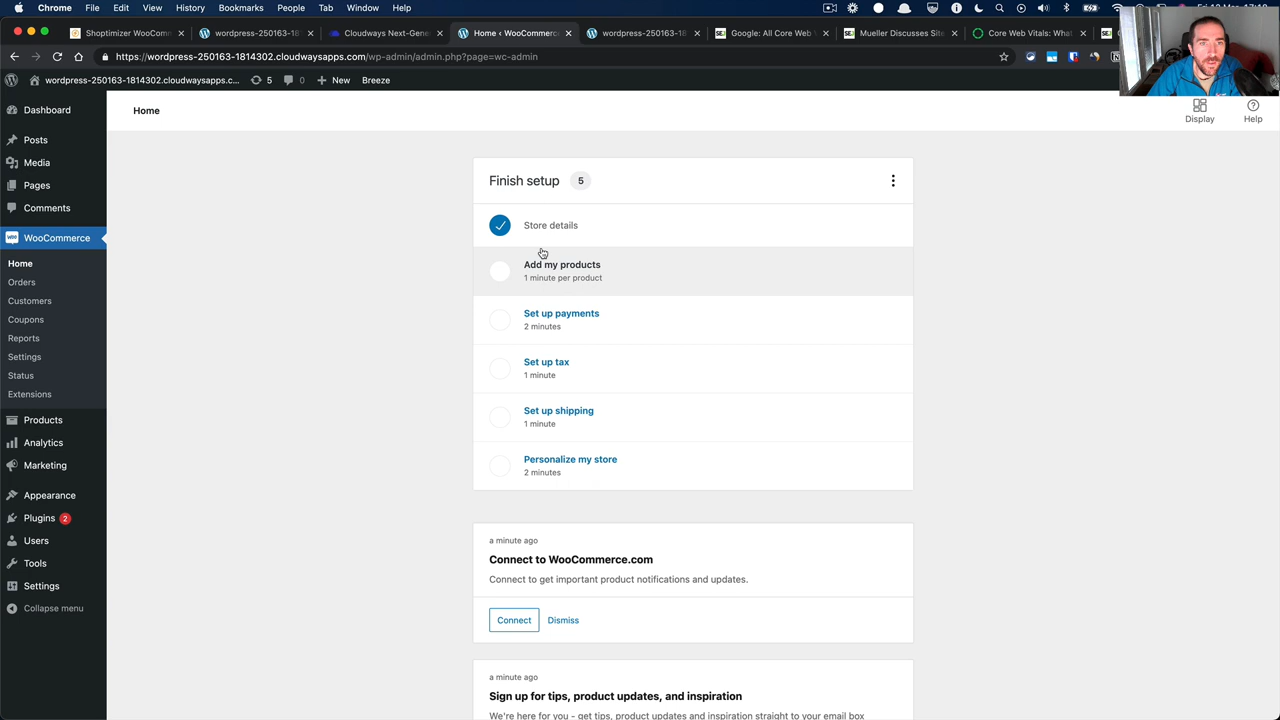 Chrome File Edit View History Bookmarks People Tab Window Help
Shoptimizer WooComm
wordpress-250163-181
Cloudways Next-Gener
Home ‹ WooCommerce
wordpress-250163-18
Google: All Core Web
Mueller Discusses Site
Core Web Vitals: Wha
wordpress-250163-1814302.cloudwaysapps.com/wp-admin/admin.php?page=wc-admin
wordpress-250163-1814302.cloudwaysapps.c... 5 0 New Breeze
Home
Display
Help
Dashboard
Posts
Media
Pages
Comments
WooCommerce
Home
Orders
Customers
Coupons
Reports
Settings
Status
Extensions
Products
Analytics
Marketing
Appearance
Plugins 2
Users
Tools
Settings
Collapse menu
Finish setup 5
Store details
Add my products
1 minute per product
Set up payments
2 minutes
Set up tax
1 minute
Set up shipping
1 minute
Personalize my store
2 minutes
a minute ago
Connect to WooCommerce.com
Connect to get important product notifications and updates.
Connect Dismiss
a minute ago
Sign up for tips, product updates, and inspiration
We're here for you - get tips, product updates and inspiration straight to your email box